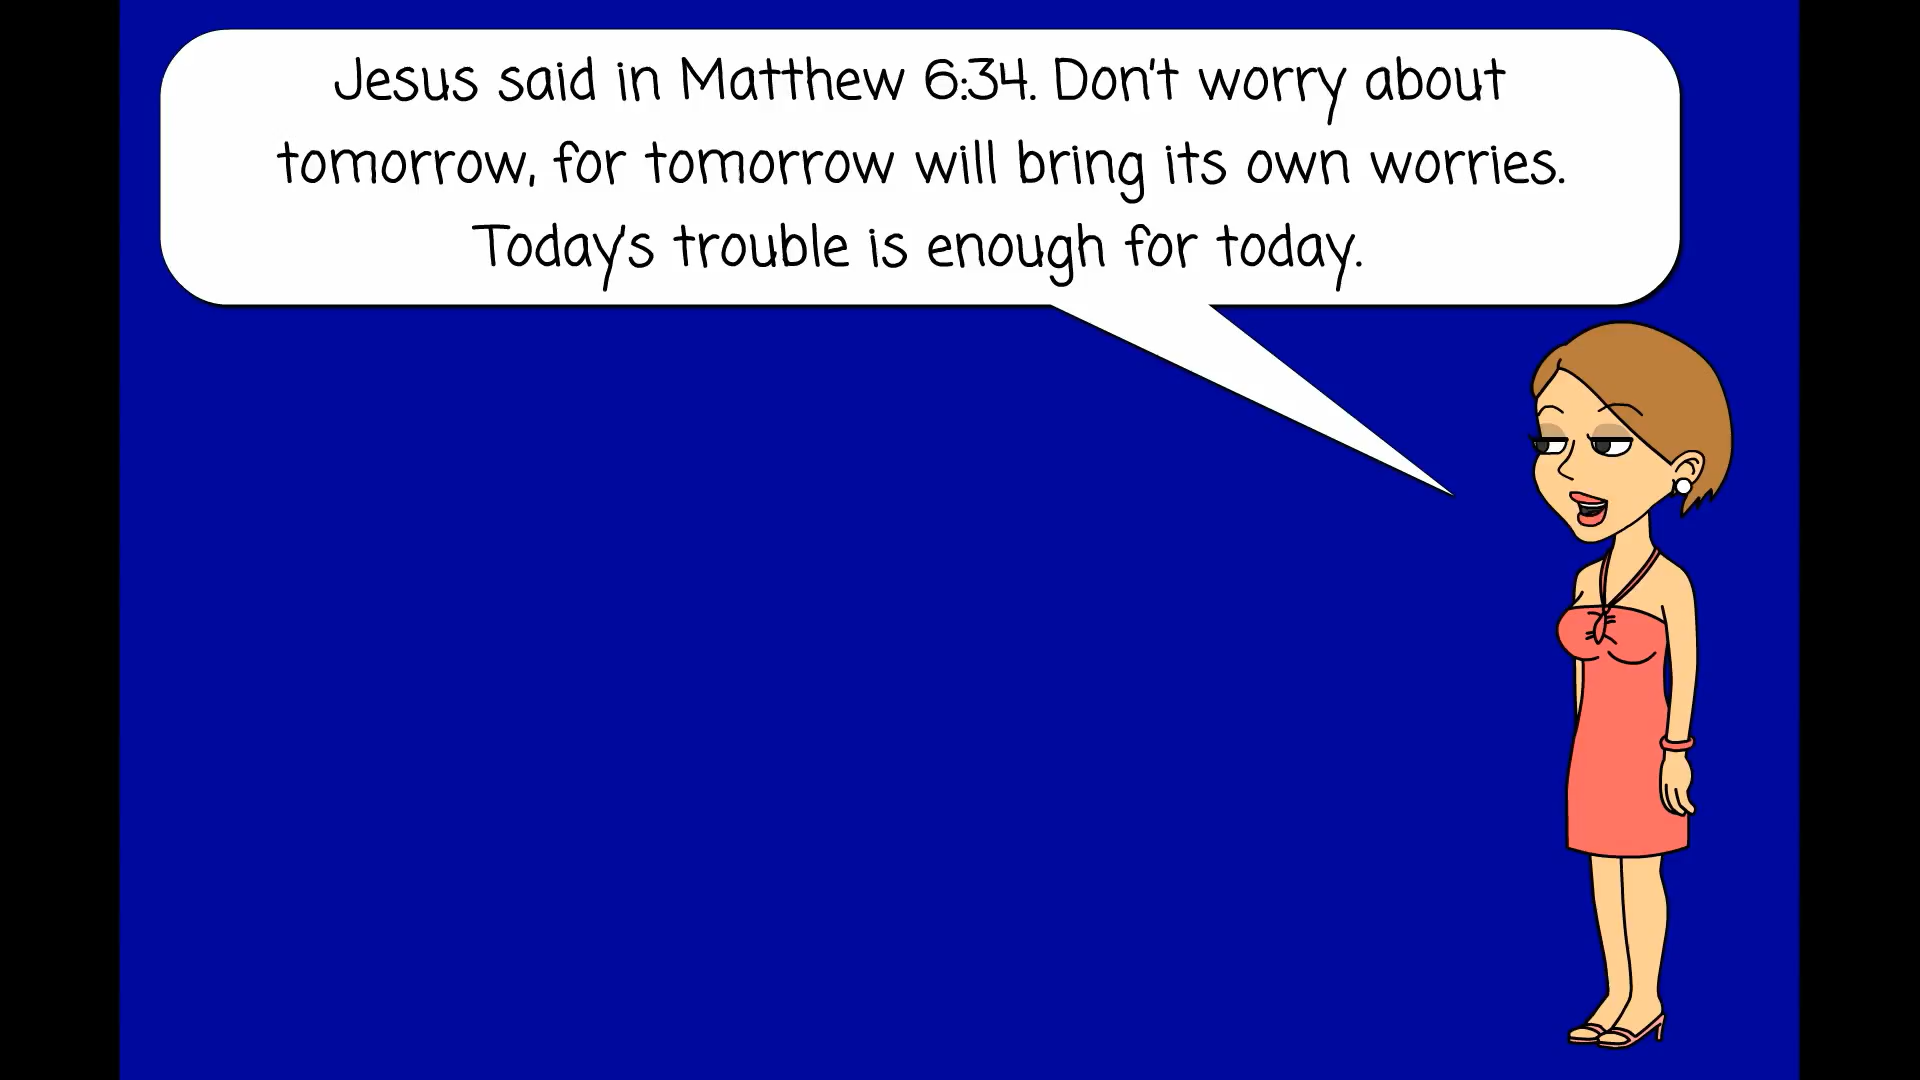 Jesus said in Matthew 6:34. Don't worry about
tomorrow, for tomorrow will bring its own worries.
Today's trouble is enough for today.